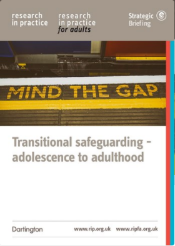 research
in practice
research
in practice
for adults
Strategic
Briefing
MIND THE GAP
Transitional safeguarding –
adolescence to adulthood
Dartington
www.rip.org.uk www.ripfa.org.uk